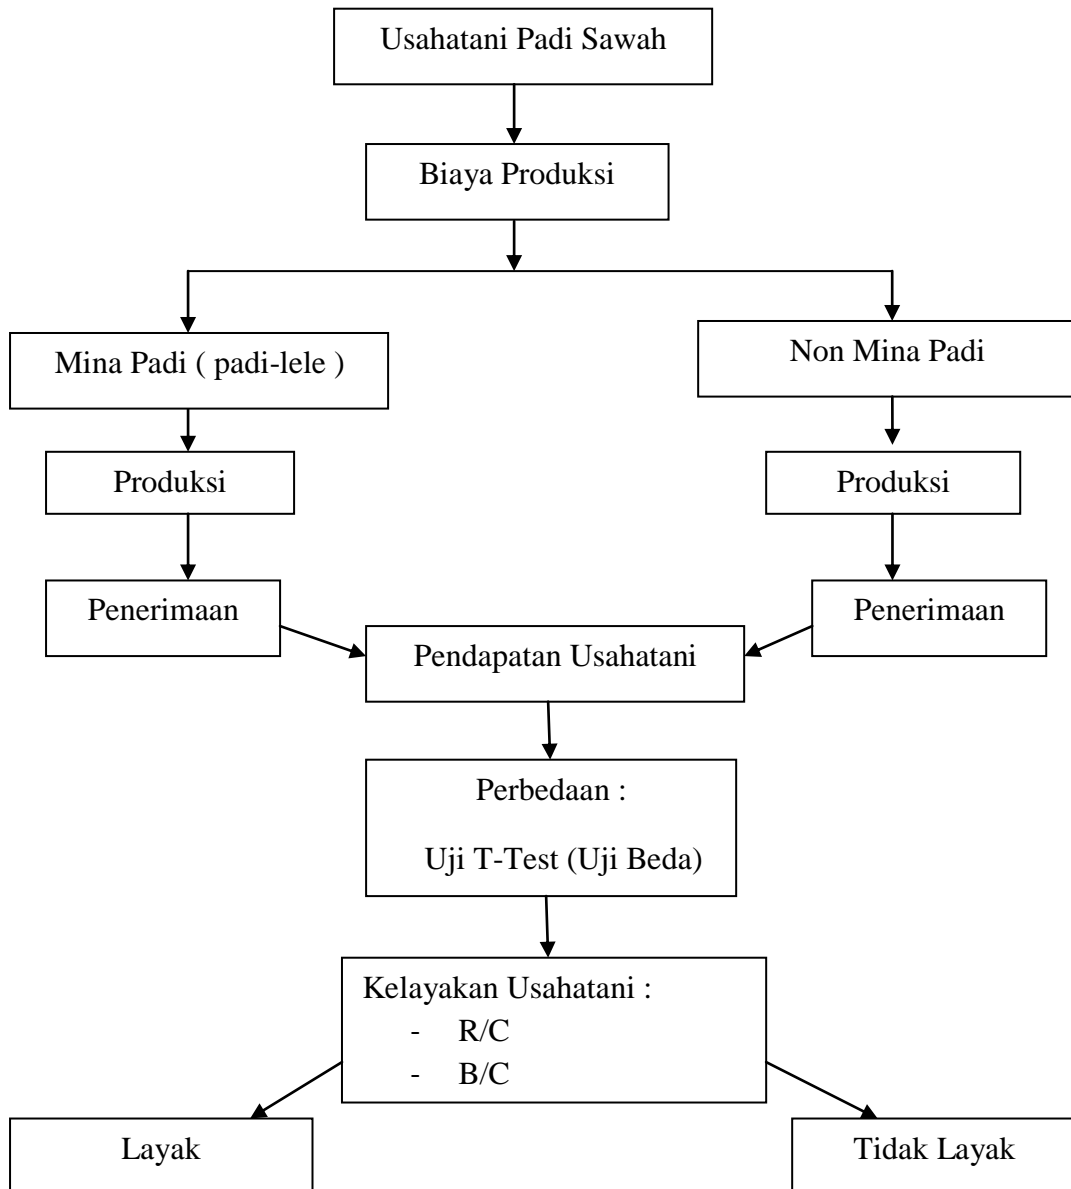 Usahatani Padi Sawah
Biaya Produksi
Mina Padi ( padi-lele )
Non Mina Padi
Produksi
Produksi
Penerimaan
Penerimaan
Pendapatan Usahatani
Perbedaan :
Uji T-Test (Uji Beda)
Kelayakan Usahatani :
- R/C
- B/C
Layak
Tidak Layak